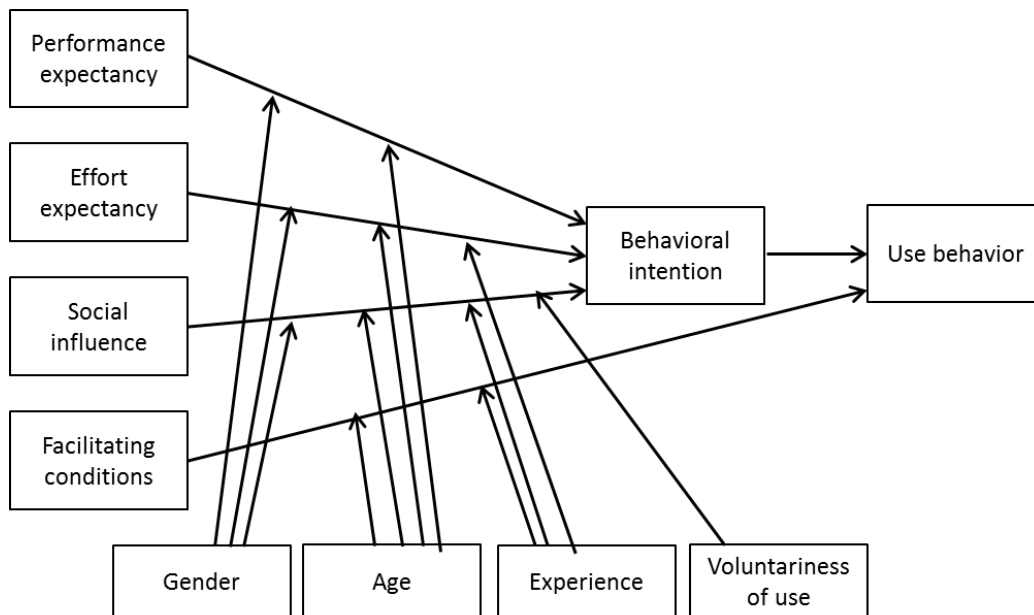 Performance
expectancy
Effort
expectancy
Social
influence
Facilitating
conditions
Behavioral
intention
Use behavior
Gender
Age
Experience
Voluntariness
of use